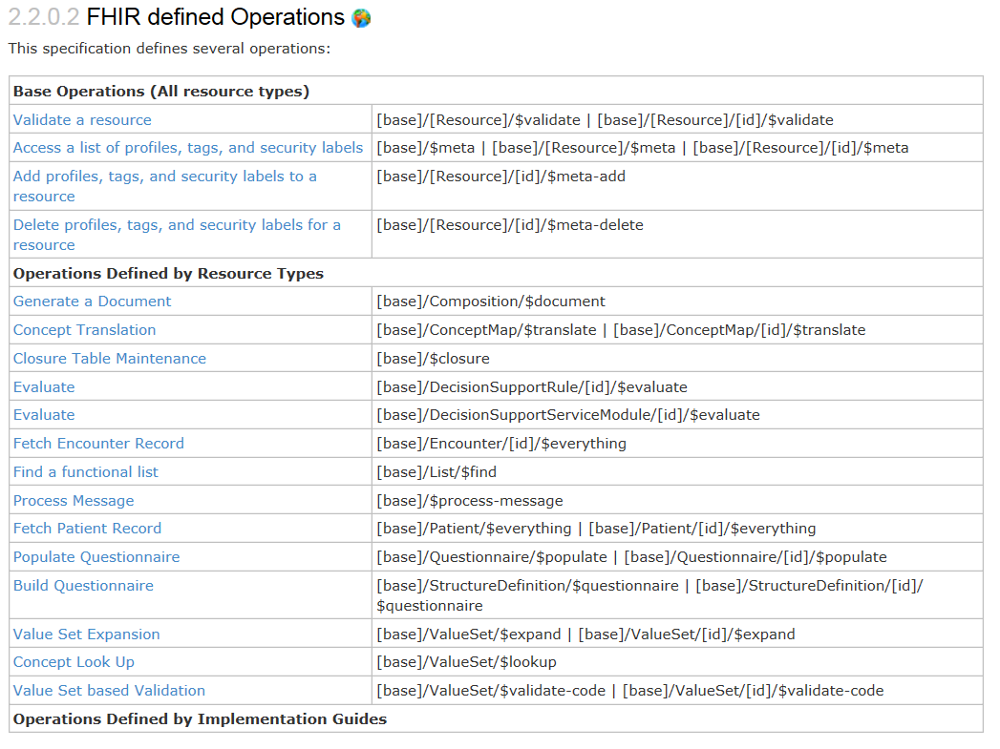 2.2.0.2 FHIR defined Operations
This specification defines several operations:
Base Operations (All resource types)
Validate a resource [base]/[Resource]/$validate | [base]/[Resource]/[id]/$validate
Access a list of profiles, tags, and security labels [base]/$meta | [base]/[Resource]/$meta | [base]/[Resource]/[id]/$meta
Add profiles, tags, and security labels to a [base]/[Resource]/[id]/$meta-add
resource
Delete profiles, tags, and security labels for a [base]/[Resource]/[id]/$meta-delete
resource
Operations Defined by Resource Types
Generate a Document [base]/Composition/$document
Concept Translation [base]/ConceptMap/$translate | [base]/ConceptMap/[id]/$translate
Closure Table Maintenance [base]/$closure
Evaluate [base]/DecisionSupportRule/[id]/$evaluate
Evaluate [base]/DecisionSupportServiceModule/[id]/$evaluate
Fetch Encounter Record [base]/Encounter/[id]/$everything
Find a functional list [base]/List/$find
Process Message [base]/$process-message
Fetch Patient Record [base]/Patient/$everything | [base]/Patient/[id]/$everything
Populate Questionnaire [base]/Questionnaire/$populate | [base]/Questionnaire/[id]/$populate
Build Questionnaire [base]/StructureDefinition/$questionnaire | [base]/StructureDefinition/[id]/
$questionnaire
Value Set Expansion [base]/ValueSet/$expand | [base]/ValueSet/[id]/$expand
Concept Look Up [base]/ValueSet/$lookup
Value Set based Validation [base]/ValueSet/$validate-code | [base]/ValueSet/[id]/$validate-code
Operations Defined by Implementation Guides